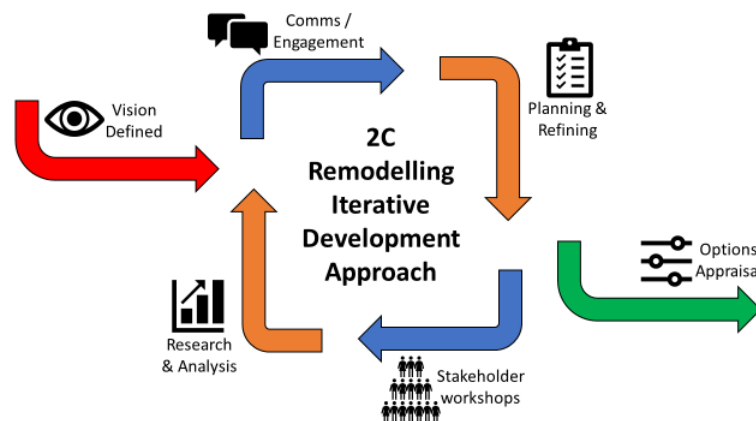 Comms /
Engagement
Vision
Defined
Planning &
Refining
2C
Remodelling
Iterative
Development
Approach
Options
Appraisa
Research
& Analysis
Stakeholder
workshops